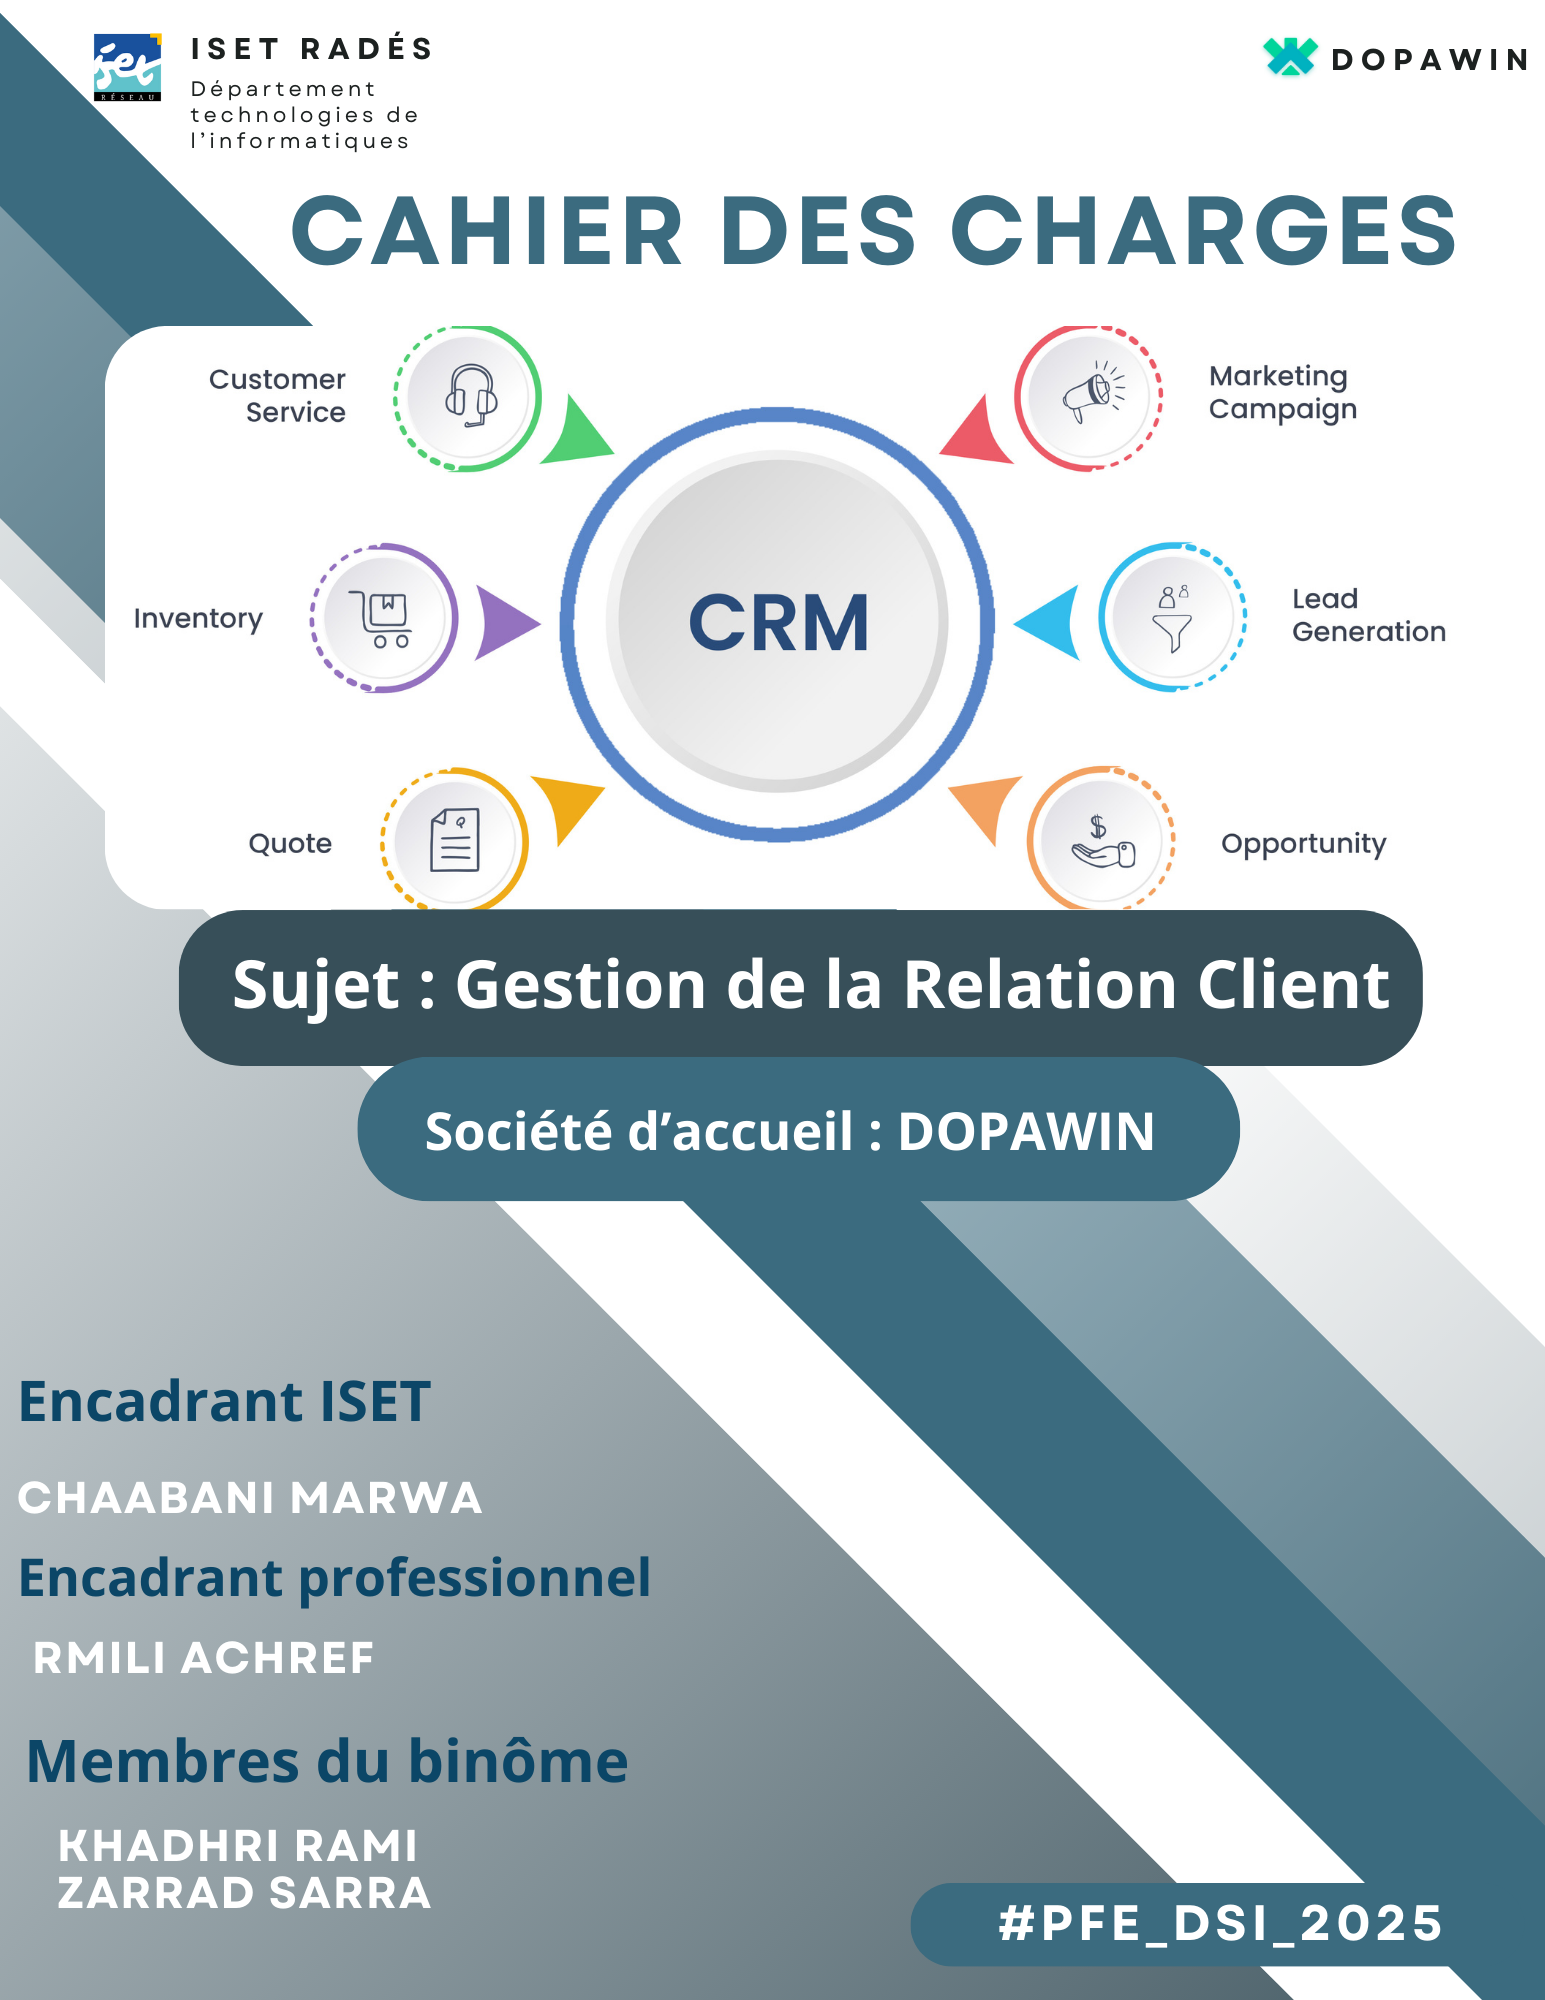 iset
RÉSEAU
ISET RADÉS
Département
technologies de
l'informatiques
DOPAWIN
CAHIER DES CHARGES
Customer
Service
Marketing
Campaign
Inventory
CRM
Lead
Generation
Quote
Opportunity
Sujet : Gestion de la Relation Client
Société d’accueil : DOPAWIN
Encadrant ISET
CHAABANI MARWA
Encadrant professionnel
RMILI ACHREF
Membres du binôme
KHADHRI RAMI
ZARRAD SARRA
#PFE_DSI_2025